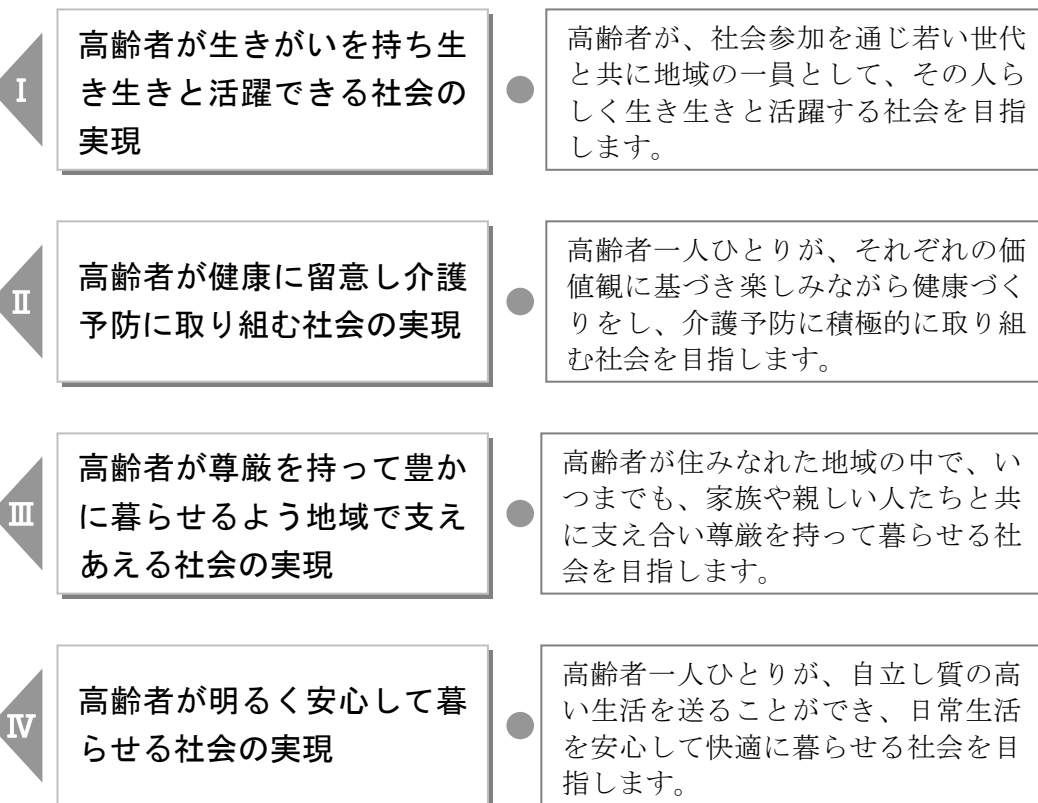 Ⅰ
高齢者が生きがいを持ち生
き生きと活躍できる社会の
実現
高齢者が、社会参加を通じ若い世代
と共に地域の一員として、その人ら
しく生き生きと活躍する社会を目指
します。
Ⅱ
高齢者が健康に留意し介護
予防に取り組む社会の実現
高齢者一人ひとりが、それぞれの価
値観に基づき楽しみながら健康づく
りをし、介護予防に積極的に取り組
む社会を目指します。
Ⅲ
高齢者が尊厳を持って豊か
に暮らせるよう地域で支え
あえる社会の実現
高齢者が住みなれた地域の中で、い
つまでも、家族や親しい人たちと共
に支え合い尊厳を持って暮らせる社
会を目指します。
Ⅳ
高齢者が明るく安心して暮
らせる社会の実現
高齢者一人ひとりが、自立し質の高
い生活を送ることができ、日常生活
を安心して快適に暮らせる社会を目
指します。